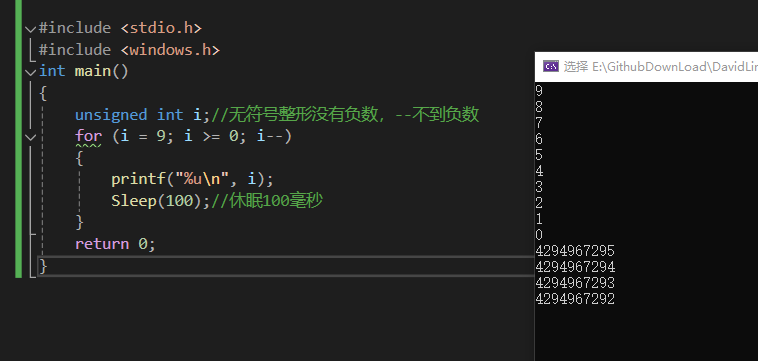 #include <stdio.h>
#include <windows.h>
int main()
{
unsigned int i;//无符号整形没有负数，--不到负数
for (i = 9; i >= 0; i--)
{
printf("%u\n", i);
Sleep(100);//休眠100毫秒
}
return 0;
}
选择 E:\GithubDownLoad\DavidLin
9
8
7
6
5
4
3
2
1
0
4294967295
4294967294
4294967293
4294967292